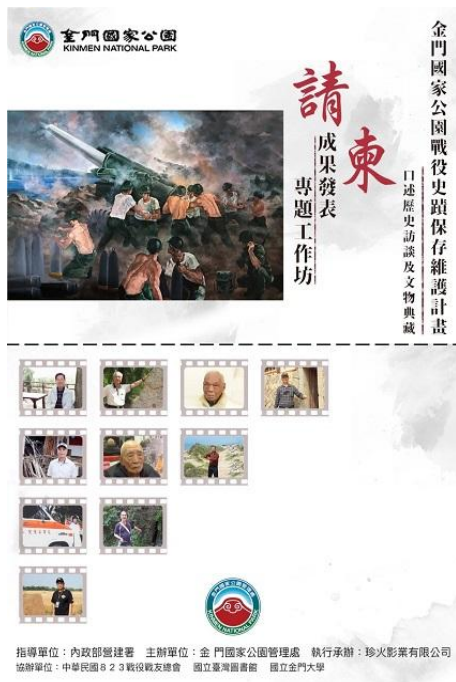 金門國家公園
KINMEN NATIONAL PARK
金門國家公園戰役史蹟保存維護計畫
口述歷史訪談及文物典藏
請柬
成果發表
專題工作坊
指導單位：內政部營建署 主辦單位：金 門國家公園管理處 執行承辦：珍火影業有限公司
協辦單位：中華民國８２３戰役戰友總會 國立臺灣圖書館 國立金門大學